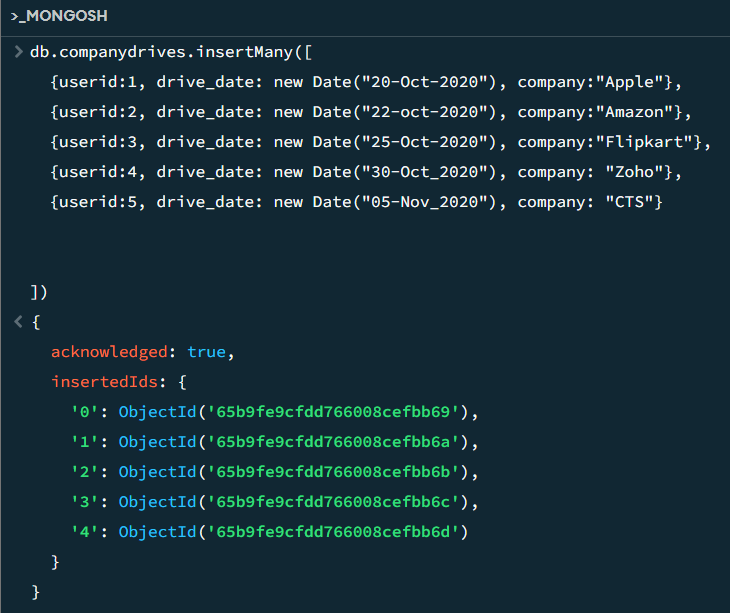 >_MONGOSH
> db.companydrives.insertMany([
{userid:1, drive_date: new Date("20-Oct-2020"), company:"Apple"},
{userid:2, drive_date: new Date("22-oct-2020"), company:"Amazon"},
{userid:3, drive_date: new Date("25-Oct-2020"), company:"Flipkart"},
{userid:4, drive_date: new Date("30-Oct_2020"), company: "Zoho"},
{userid:5, drive_date: new Date("05-Nov_2020"), company: "CTS"}
])
< {
acknowledged: true,
insertedIds: {
'0': ObjectId('65b9fe9cfdd766008cefbb69'),
'1': ObjectId('65b9fe9cfdd766008cefbb6a'),
'2': ObjectId('65b9fe9cfdd766008cefbb6b'),
'3': ObjectId('65b9fe9cfdd766008cefbb6c'),
'4': ObjectId('65b9fe9cfdd766008cefbb6d')
}
}